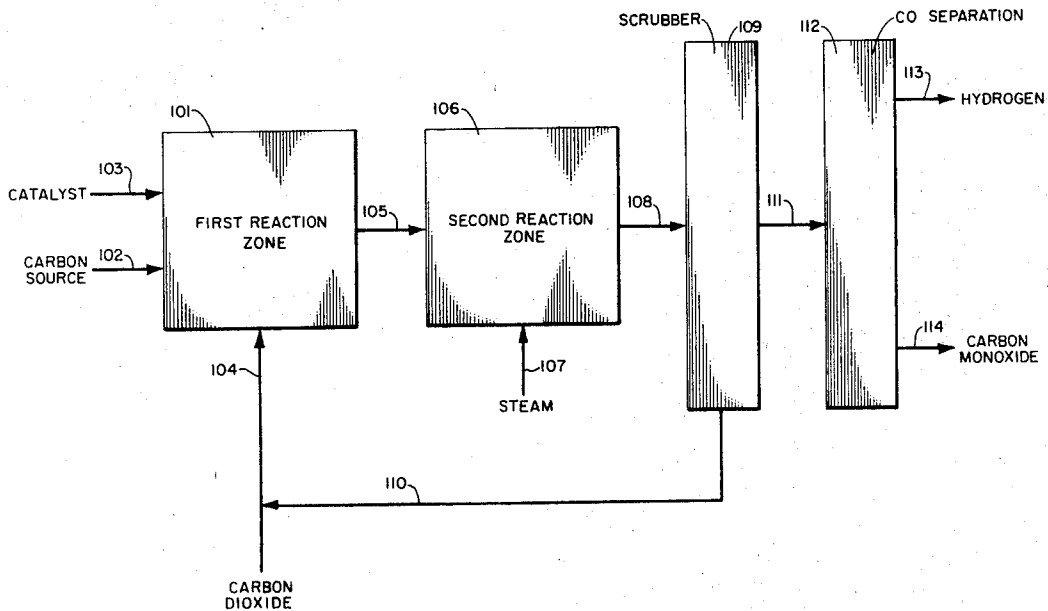 SCRUBBER
109
112
CO SEPARATION
113
HYDROGEN
101
106
103
CATALYST
105
108
111
FIRST REACTION
ZONE
SECOND REACTION
ZONE
CARBON
SOURCE
102
114
CARBON
MONOXIDE
104
107
STEAM
110
CARBON
DIOXIDE